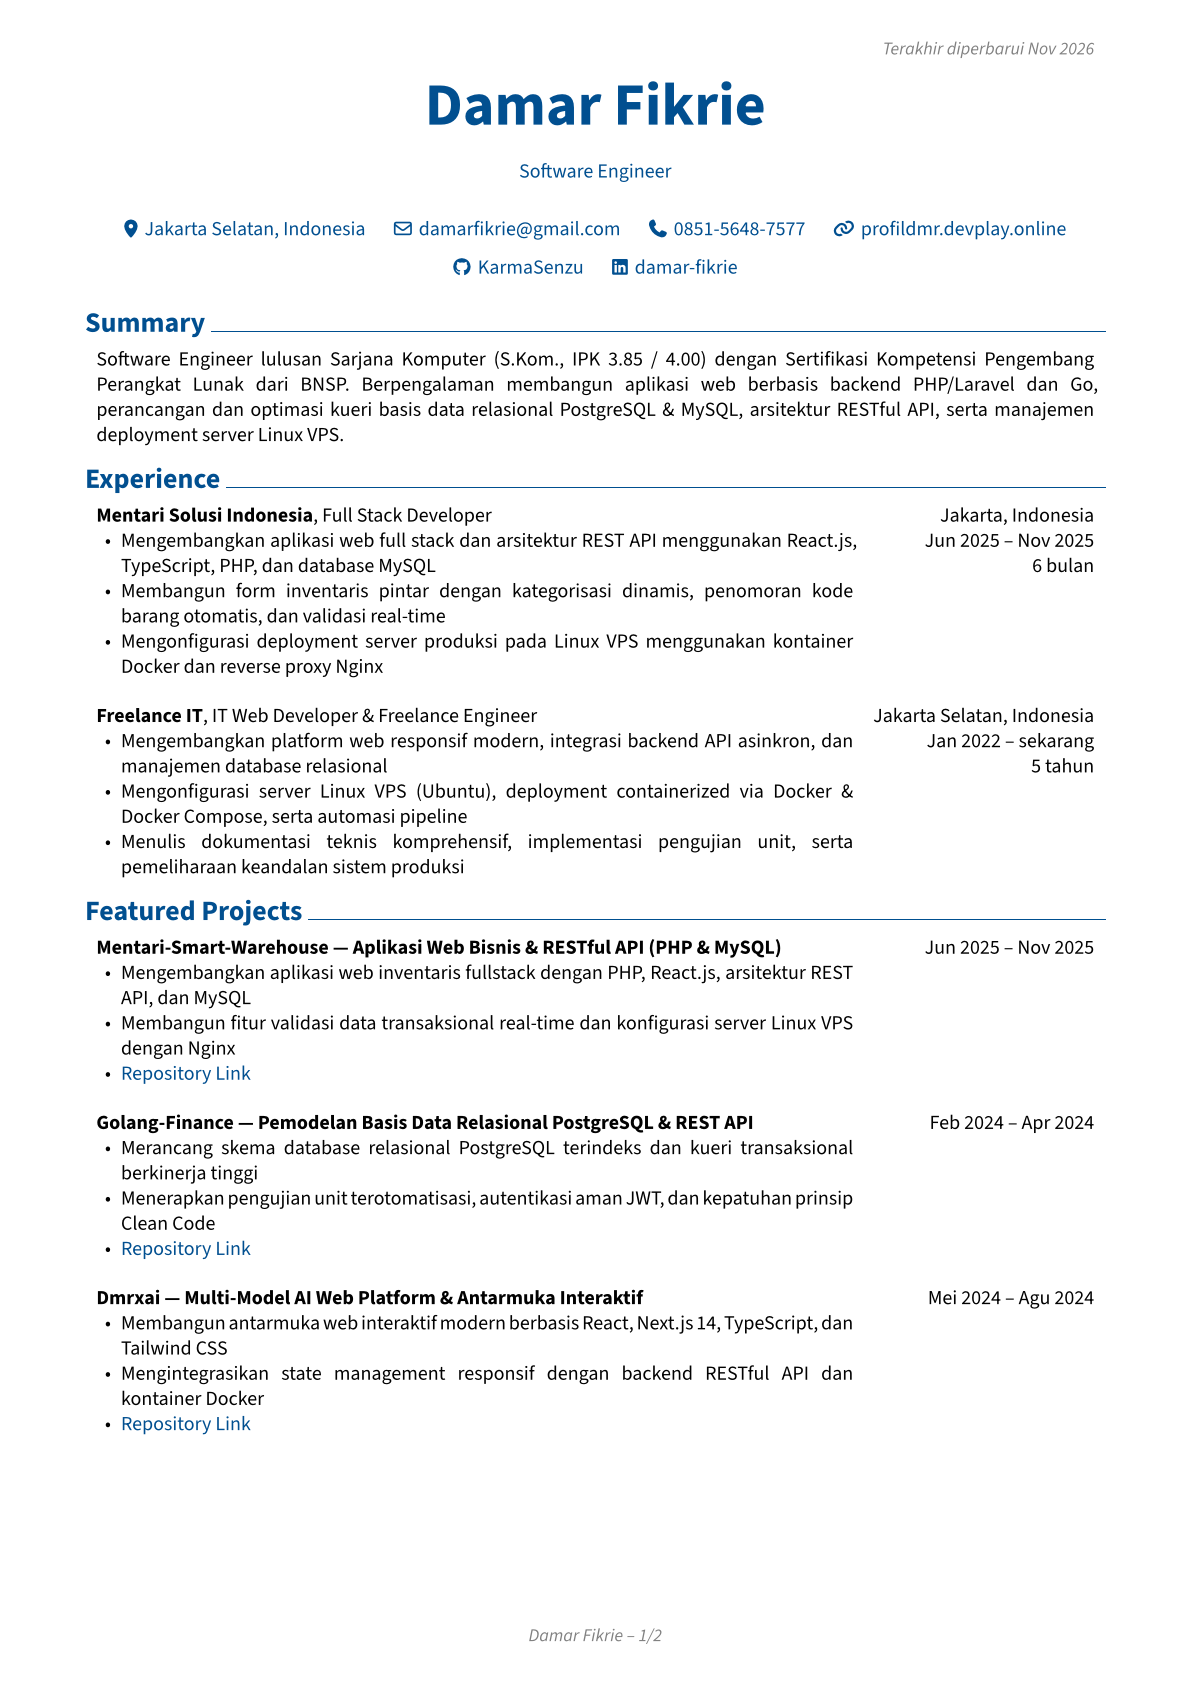 Terakhir diperbarui Nov 2026
Damar Fikrie
Software Engineer
Jakarta Selatan, Indonesia damarfikrie@gmail.com 0851-5648-7577 profildmr.devplay.online
KarmaSenzu damar-fikrie
Summary
Software Engineer lulusan Sarjana Komputer (S.Kom., IPK 3.85 / 4.00) dengan Sertifikasi Kompetensi Pengembang
Perangkat Lunak dari BNSP. Berpengalaman membangun aplikasi web berbasis backend PHP/Laravel dan Go,
perancangan dan optimasi kueri basis data relasional PostgreSQL & MySQL, arsitektur RESTful API, serta manajemen
deployment server Linux VPS.
Experience
Mentari Solusi Indonesia, Full Stack Developer Jakarta, Indonesia
• Mengembangkan aplikasi web full stack dan arsitektur REST API menggunakan React.js, Jun 2025 – Nov 2025
TypeScript, PHP, dan database MySQL 6 bulan
• Membangun form inventaris pintar dengan kategorisasi dinamis, penomoran kode
barang otomatis, dan validasi real-time
• Mengonfigurasi deployment server produksi pada Linux VPS menggunakan kontainer
Docker dan reverse proxy Nginx
Freelance IT, IT Web Developer & Freelance Engineer Jakarta Selatan, Indonesia
• Mengembangkan platform web responsif modern, integrasi backend API asinkron, dan Jan 2022 – sekarang
manajemen database relasional 5 tahun
• Mengonfigurasi server Linux VPS (Ubuntu), deployment containerized via Docker &
Docker Compose, serta automasi pipeline
• Menulis dokumentasi teknis komprehensif, implementasi pengujian unit, serta
pemeliharaan keandalan sistem produksi
Featured Projects
Mentari-Smart-Warehouse — Aplikasi Web Bisnis & RESTful API (PHP & MySQL) Jun 2025 – Nov 2025
• Mengembangkan aplikasi web inventaris fullstack dengan PHP, React.js, arsitektur REST
API, dan MySQL
• Membangun fitur validasi data transaksional real-time dan konfigurasi server Linux VPS
dengan Nginx
• Repository Link
Golang-Finance — Pemodelan Basis Data Relasional PostgreSQL & REST API Feb 2024 – Apr 2024
• Merancang skema database relasional PostgreSQL terindeks dan kueri transaksional
berkinerja tinggi
• Menerapkan pengujian unit terotomatisasi, autentikasi aman JWT, dan kepatuhan prinsip
Clean Code
• Repository Link
Dmrxai — Multi-Model AI Web Platform & Antarmuka Interaktif Mei 2024 – Agu 2024
• Membangun antarmuka web interaktif modern berbasis React, Next.js 14, TypeScript, dan
Tailwind CSS
• Mengintegrasikan state management responsif dengan backend RESTful API dan
kontainer Docker
• Repository Link
Damar Fikrie – 1/2